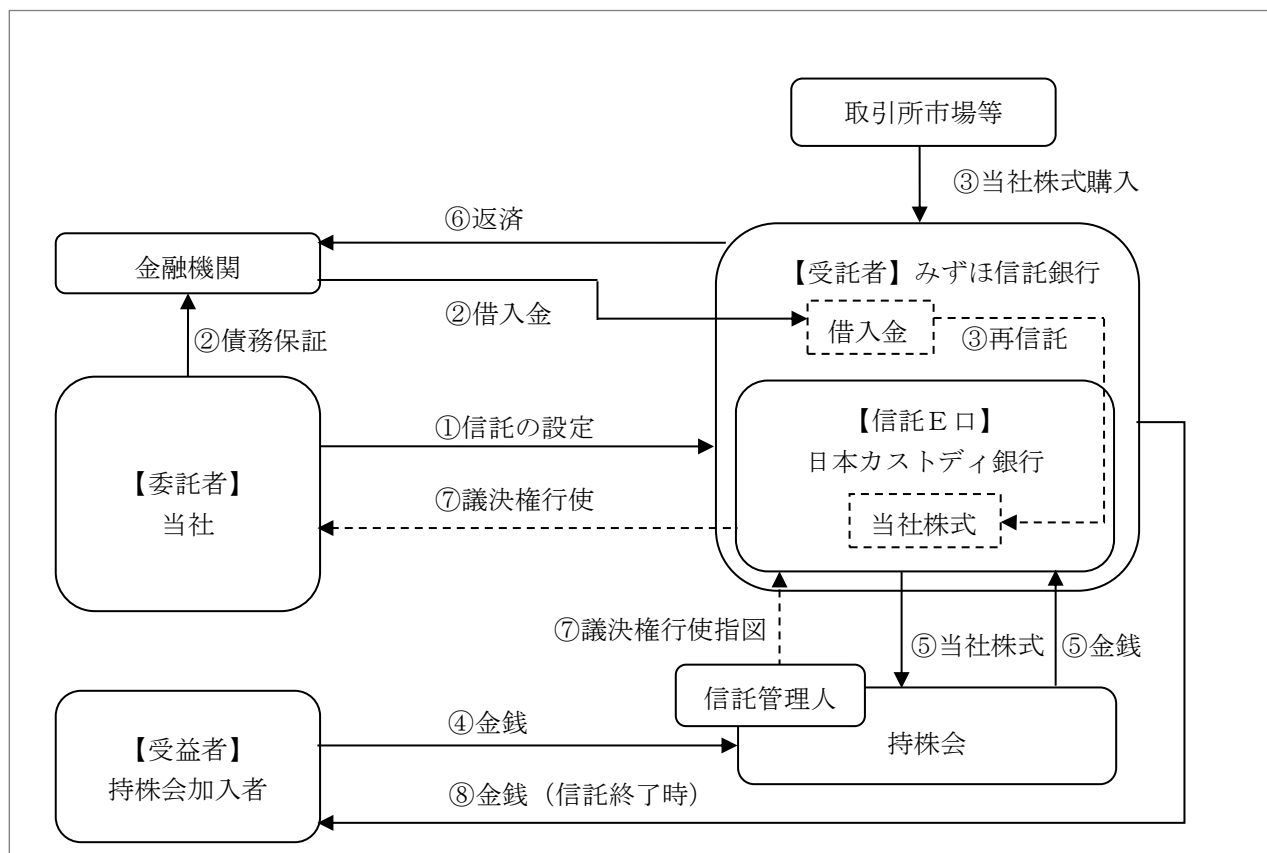 取引所市場等
③当社株式購入
⑥返済
金融機関
【受託者】みずほ信託銀行
②借入金
借入金
③再信託
②債務保証
【信託Ｅ口】
日本カストディ銀行
①信託の設定
【委託者】
当社
⑦議決権行使
当社株式
⑦議決権行使指図
⑤当社株式
⑤金銭
信託管理人
④金銭
持株会
【受益者】
持株会加入者
⑧金銭（信託終了時）